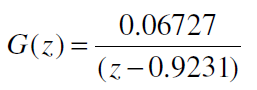 G(z) = 0.06727 / (z − 0.9231)